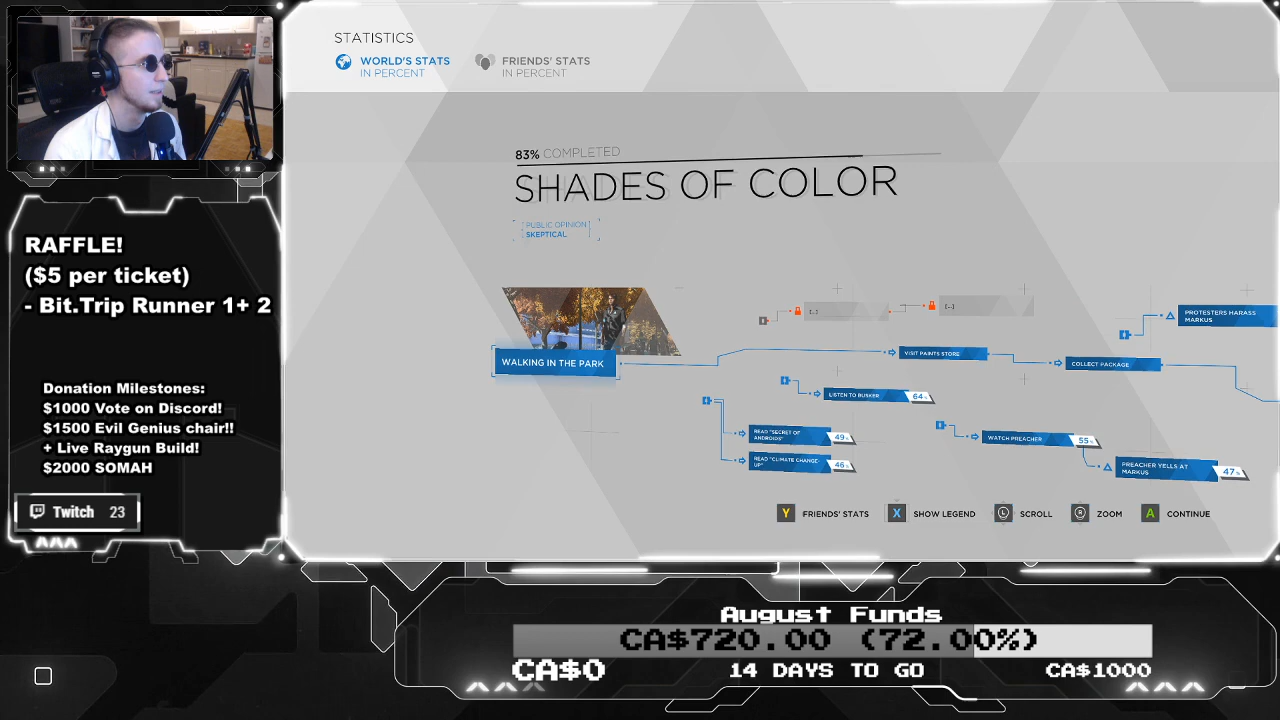 STATISTICS
WORLD'S STATS
IN PERCENT
FRIENDS' STATS
IN PERCENT
83% COMPLETED
SHADES OF COLOR
PUBLIC OPINION
SKEPTICAL
RAFFLE!
($5 per ticket)
- Bit.Trip Runner 1+ 2
Donation Milestones:
$1000 Vote on Discord!
$1500 Evil Genius chair!!
+ Live Raygun Build!
$2000 SOMAH
Twitch 23
[...]
[...]
PROTESTERS HARASS
MARKUS
WALKING IN THE PARK
VISIT PAINTS STORE
COLLECT PACKAGE
LISTEN TO BUSKER
64%
READ "SECRET OF
ANDROIDS"
49%
WATCH PREACHER
55%
READ "CLIMATE CHANGE:
UP"
46%
PREACHER YELLS AT
MARKUS
47%
Y FRIENDS' STATS
X SHOW LEGEND
L SCROLL
R ZOOM
A CONTINUE
August Funds
CA$720.00 (72.00%)
CA$0
14 DAYS TO GO
CA$1000